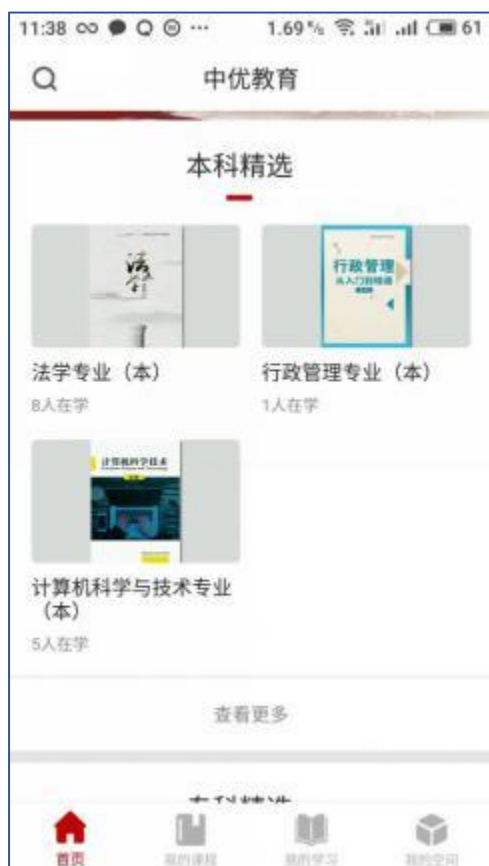 11:38 ··· 1.69 ᴷ/s 61
中优教育
本科精选
法学
行政管理
从入门到精通
法学专业（本）
行政管理专业（本）
8人在学
1人在学
计算机科学技术
计算机科学与技术专业
（本）
5人在学
查看更多
首页
我的课程
我的学习
我的空间